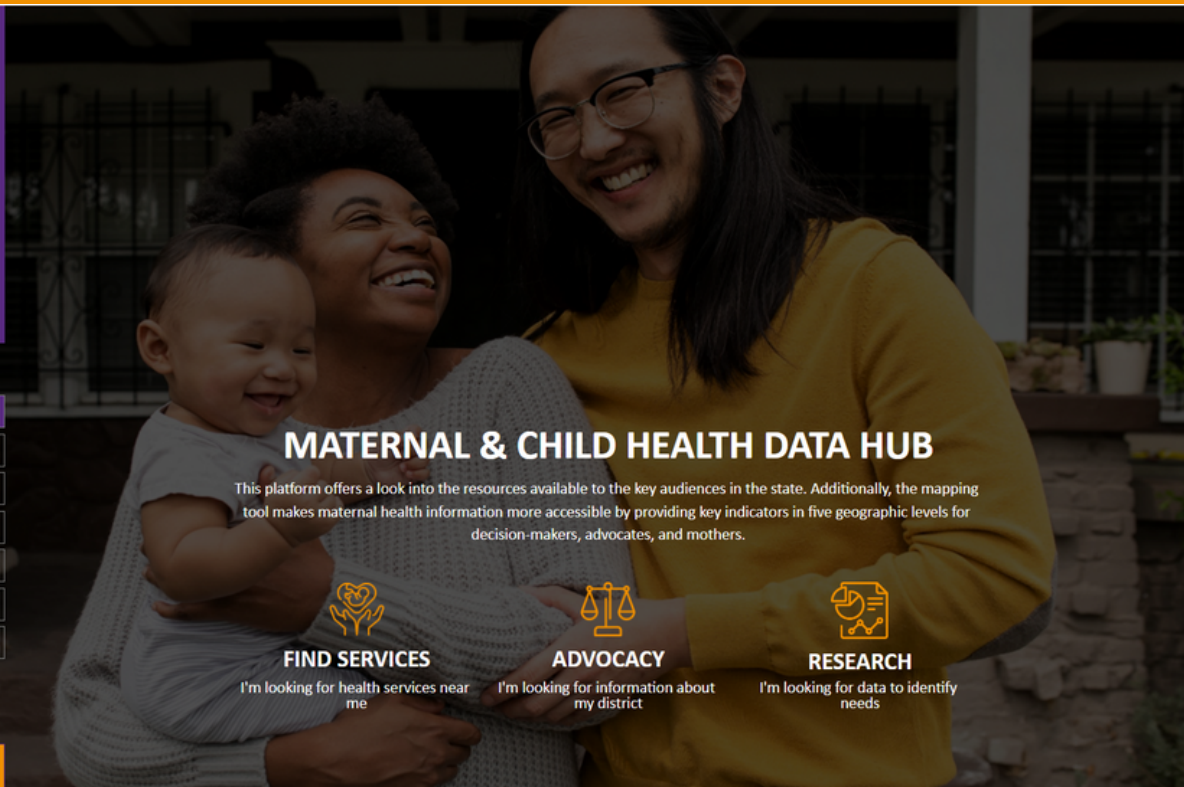 MATERNAL & CHILD HEALTH DATA HUB
This platform offers a look into the resources available to the key audiences in the state. Additionally, the mapping
tool makes maternal health information more accessible by providing key indicators in five geographic levels for
decision-makers, advocates, and mothers.
FIND SERVICES
I'm looking for health services near
me
ADVOCACY
I'm looking for information about
my district
RESEARCH
I'm looking for data to identify
needs